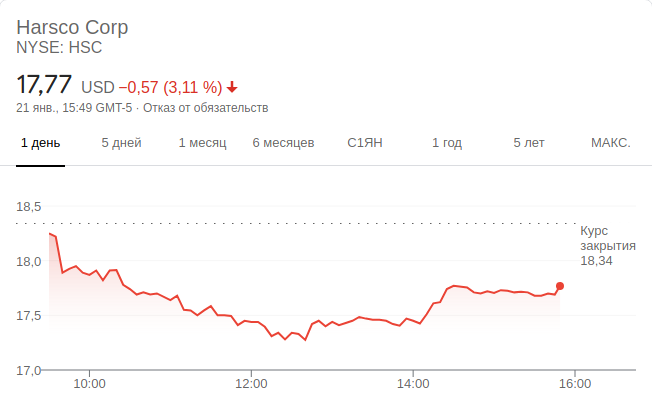 Harsco Corp
NYSE: HSC
17,77 USD −0,57 (3,11 %)
21 янв., 15:49 GMT-5 · Отказ от обязательств
1 день 5 дней 1 месяц 6 месяцев С1ЯН 1 год 5 лет МАКС.
18,5
Курс
закрытия
18,34
18,0
17,5
17,0
10:00 12:00 14:00 16:00